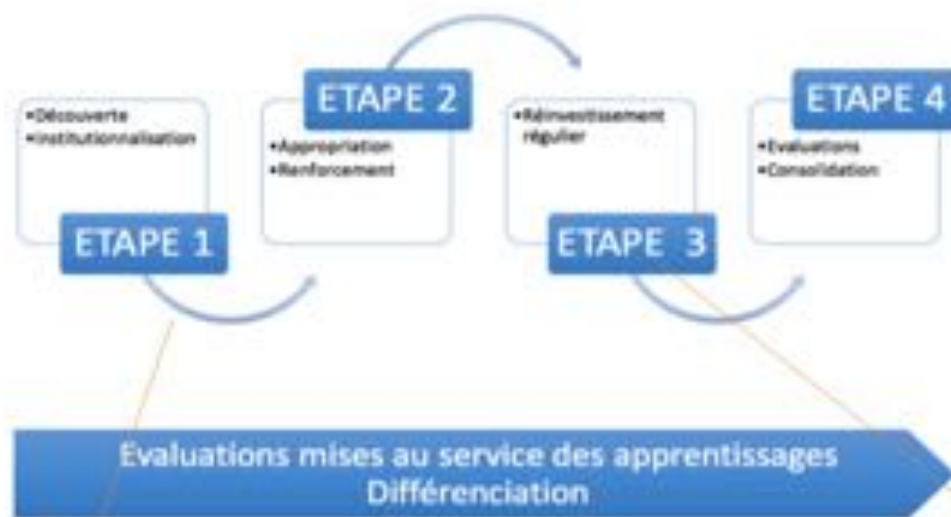 •Découverte
•Institutionnalisation
ETAPE 1
ETAPE 2
•Appropriation
•Renforcement
•Réinvestissement
régulier
ETAPE 3
ETAPE 4
•Evaluations
•Consolidation
Evaluations mises au service des apprentissages
Différenciation